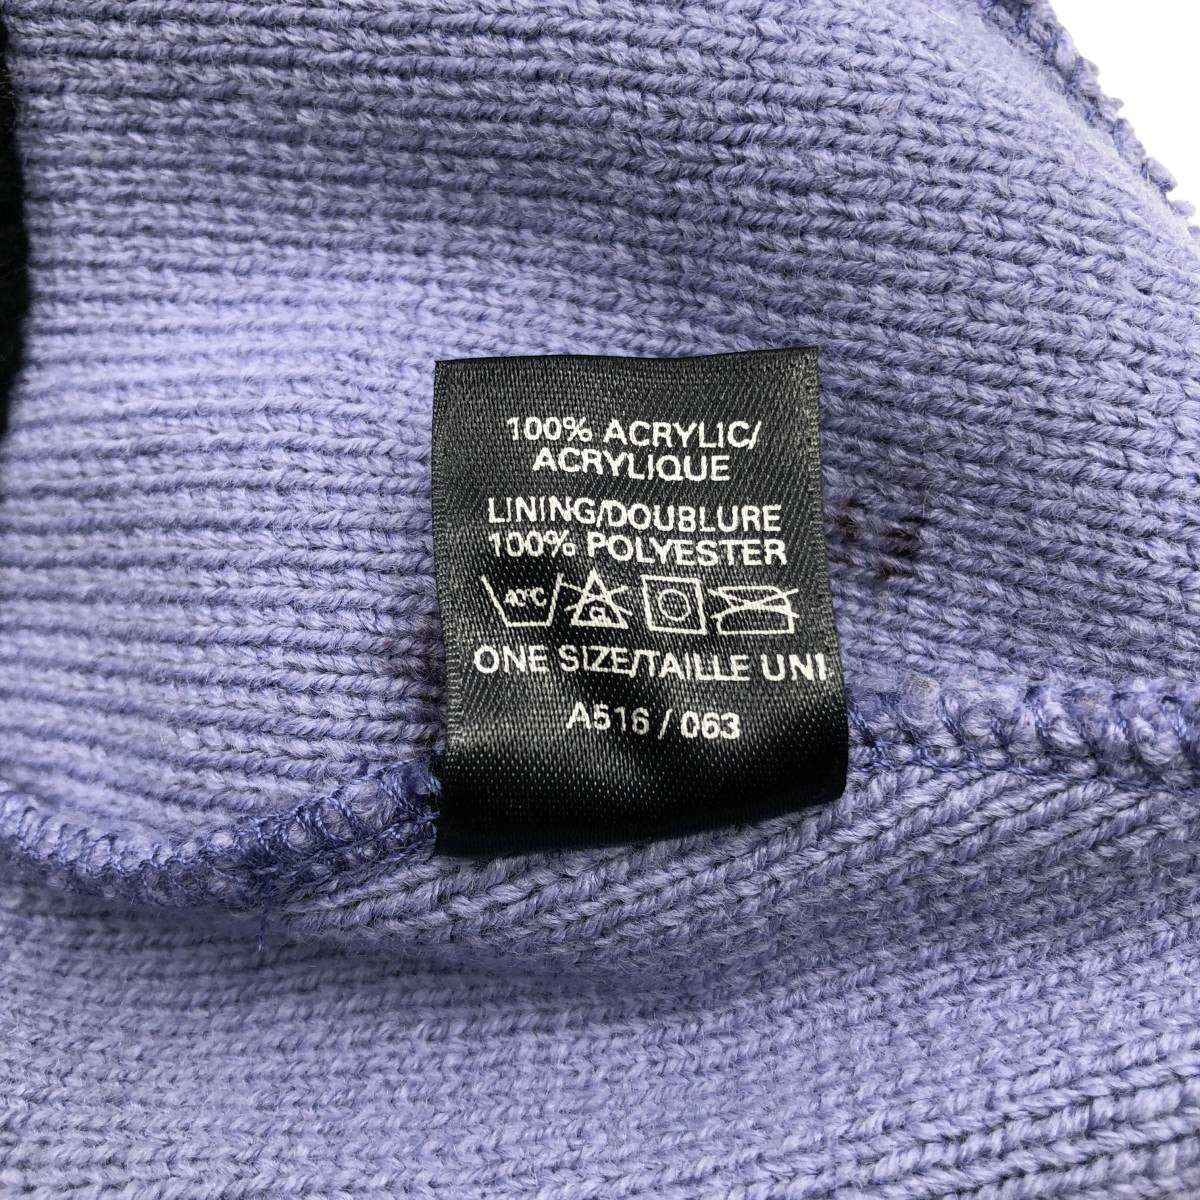 100% ACRYLIC/
ACRYLIQUE
LINING/DOUBLURE
100% POLYESTER
40°C
ONE SIZE/TAILLE UNI
A516 / 063